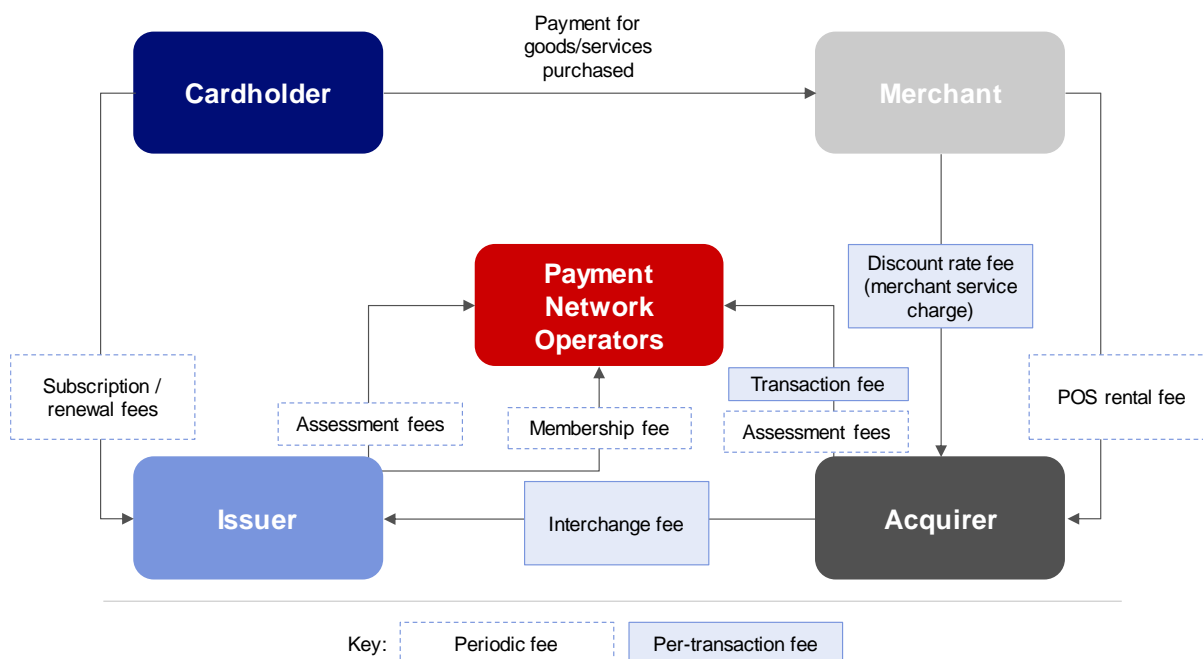 Payment for
goods/services
purchased
Cardholder
Merchant
Payment
Network
Operators
Discount rate fee
(merchant service
charge)
Subscription /
renewal fees
Assessment fees
Membership fee
Transaction fee
Assessment fees
POS rental fee
Issuer
Interchange fee
Acquirer
Key:
Periodic fee
Per-transaction fee